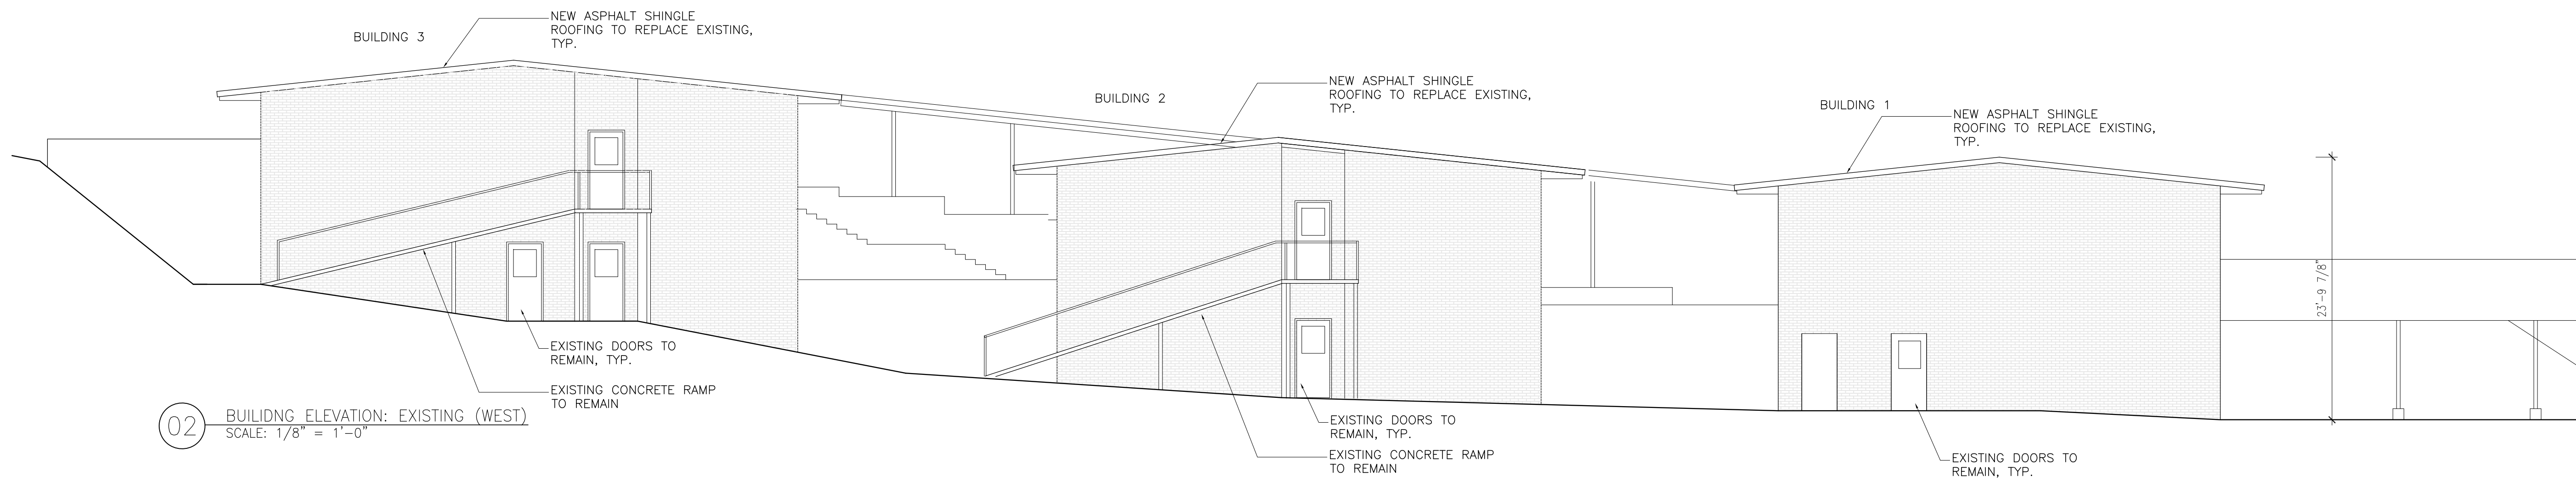 BUILDING 3
NEW ASPHALT SHINGLE
ROOFING TO REPLACE EXISTING,
TYP.
BUILDING 2
NEW ASPHALT SHINGLE
ROOFING TO REPLACE EXISTING,
TYP.
BUILDING 1
NEW ASPHALT SHINGLE
ROOFING TO REPLACE EXISTING,
TYP.
23'-9 7/8"
EXISTING DOORS TO
REMAIN, TYP.
EXISTING CONCRETE RAMP
TO REMAIN
EXISTING DOORS TO
REMAIN, TYP.
EXISTING CONCRETE RAMP
TO REMAIN
EXISTING DOORS TO
REMAIN, TYP.
02
BUILIDNG ELEVATION: EXISTING (WEST)
SCALE: 1/8" = 1'-0"